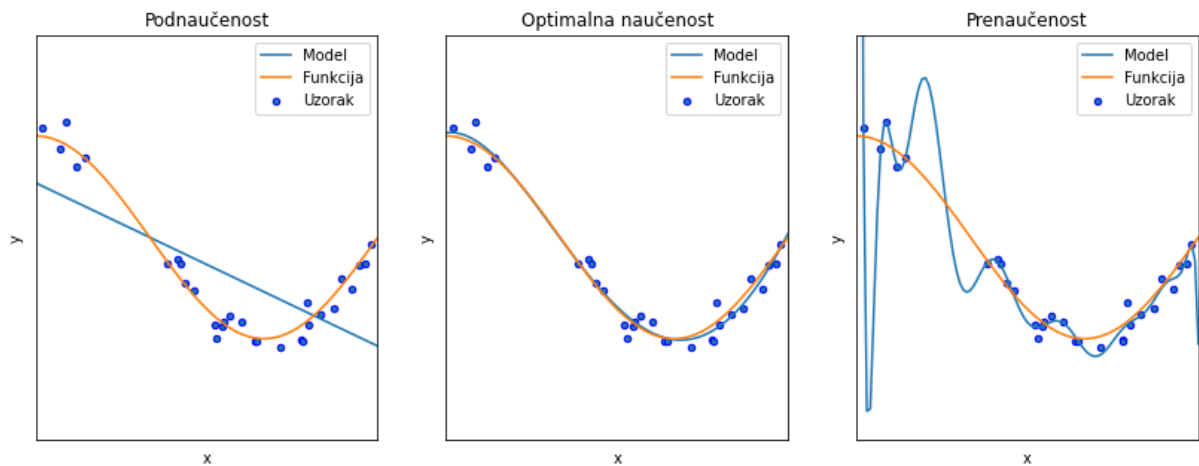 Podnaučenost
Model
Funkcija
Uzorak
y
x
Optimalna naučenost
Model
Funkcija
Uzorak
y
x
Prenaučenost
Model
Funkcija
Uzorak
y
x